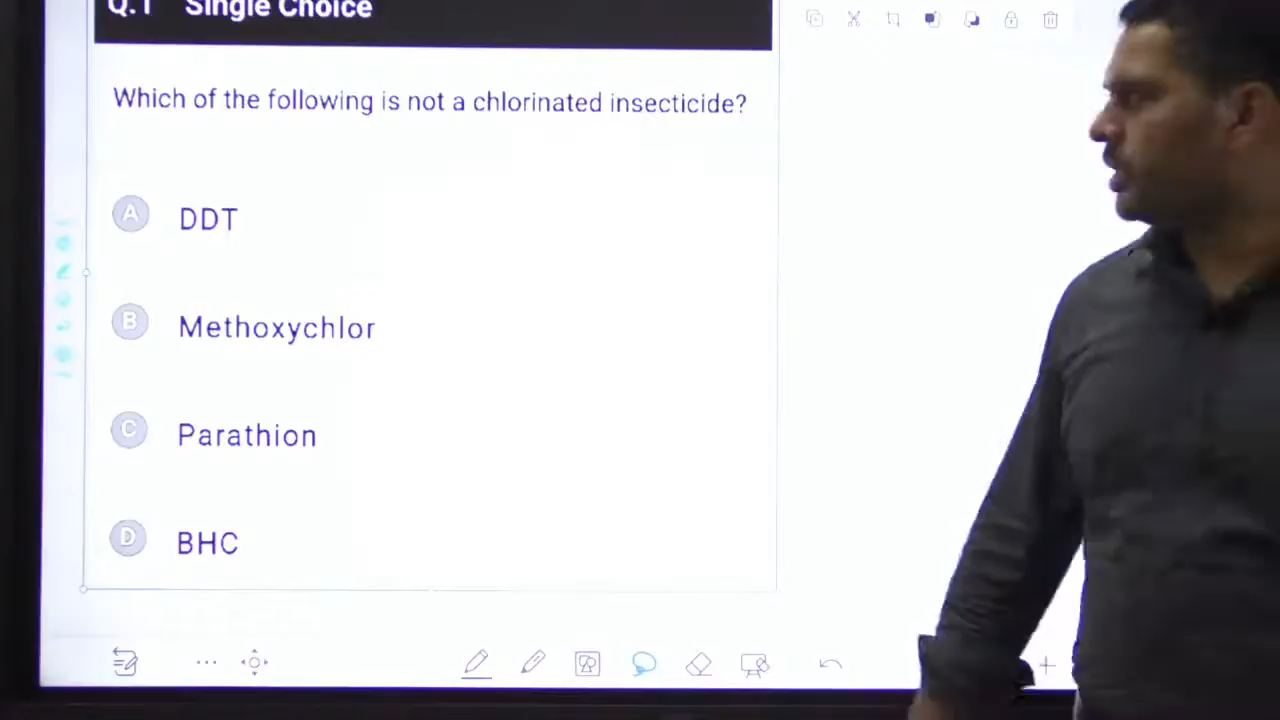 Q.1 Single Choice
Which of the following is not a chlorinated insecticide?
A DDT
B Methoxychlor
C Parathion
D BHC